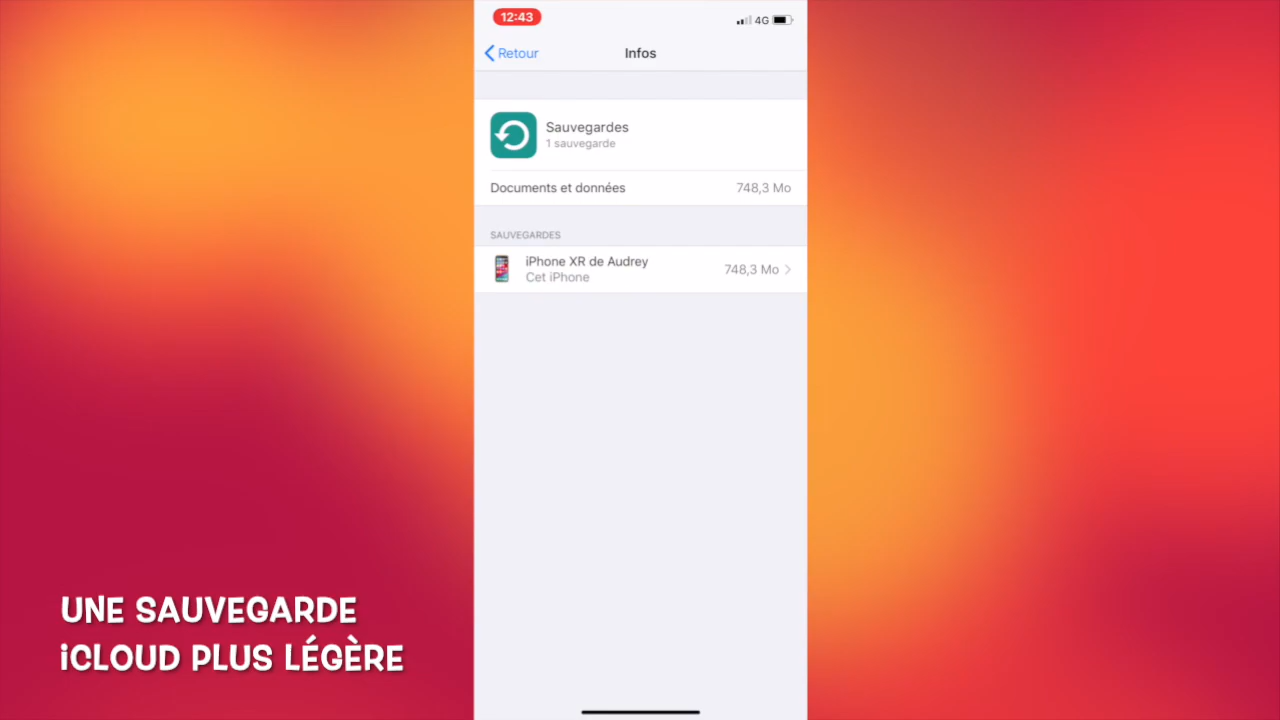 12:43
4G
Retour
Infos
Sauvegardes
1 sauvegarde
Documents et données
748,3 Mo
SAUVEGARDES
iPhone XR de Audrey
Cet iPhone
748,3 Mo
UNE SAUVEGARDE
iCLOUD PLUS LÉGÈRE